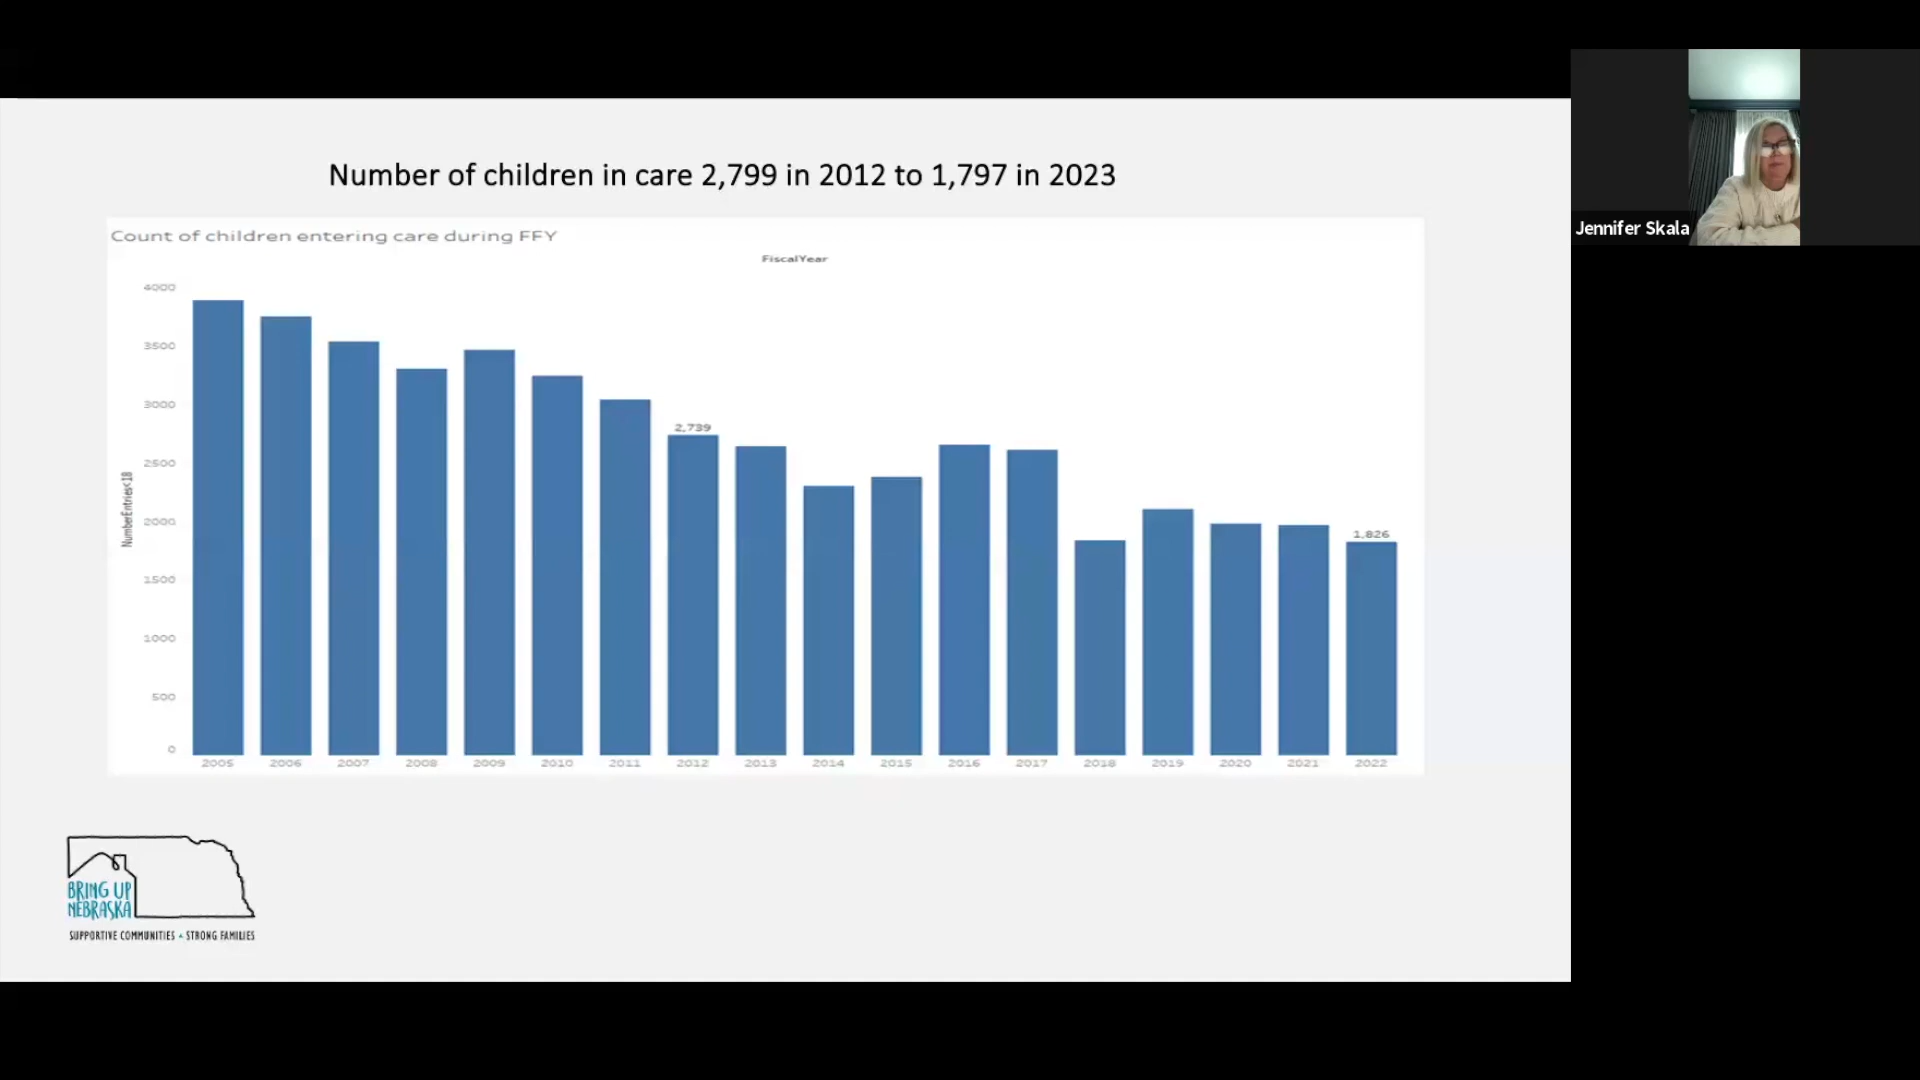 Number of children in care 2,799 in 2012 to 1,797 in 2023
Jennifer Skala
Count of children entering care during FFY
FiscalYear
4000
3500
3000
2500
2000
1500
1000
500
0
NumberEntries<18
2,739
1,826
2005 2006 2007 2008 2009 2010 2011 2012 2013 2014 2015 2016 2017 2018 2019 2020 2021 2022
BRING UP
NEBRASKA
SUPPORTIVE COMMUNITIES • STRONG FAMILIES